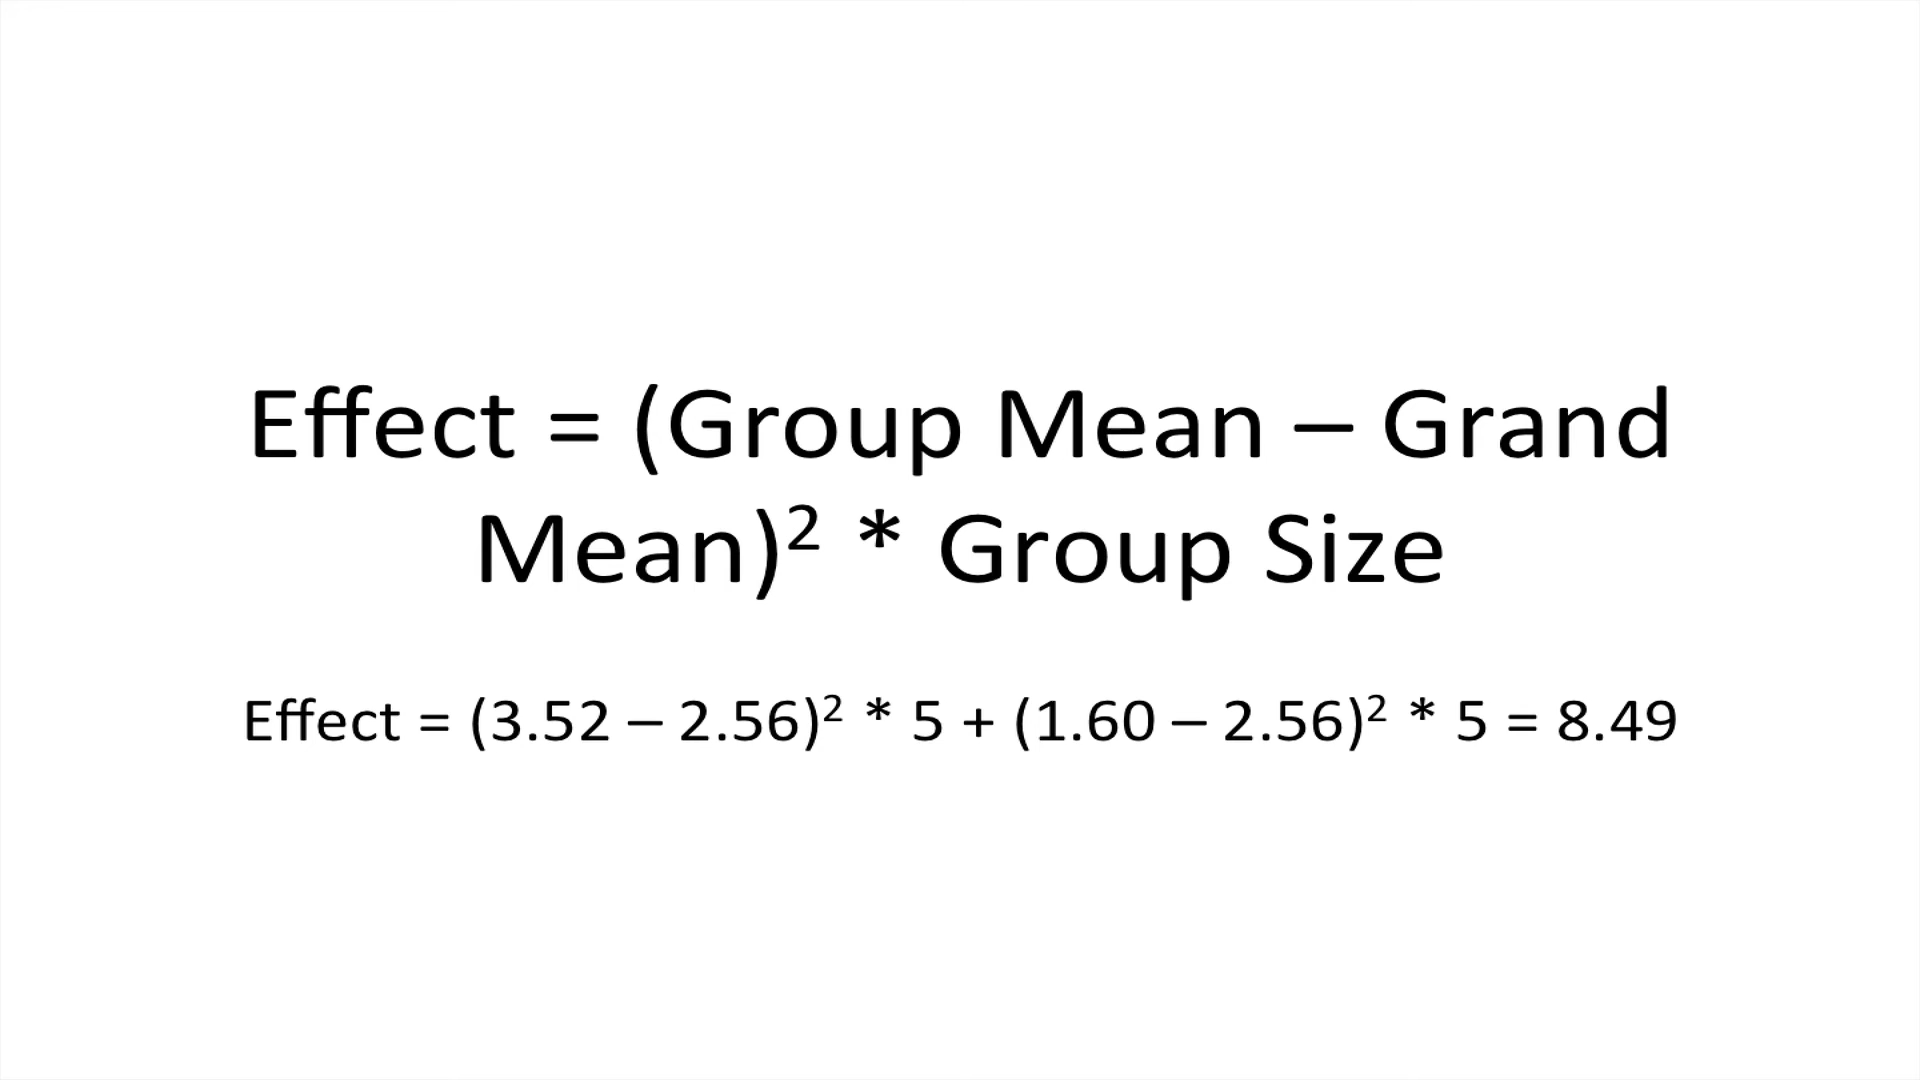 Effect = (Group Mean – Grand
Mean)² * Group Size
Effect = (3.52 – 2.56)² * 5 + (1.60 – 2.56)² * 5 = 8.49